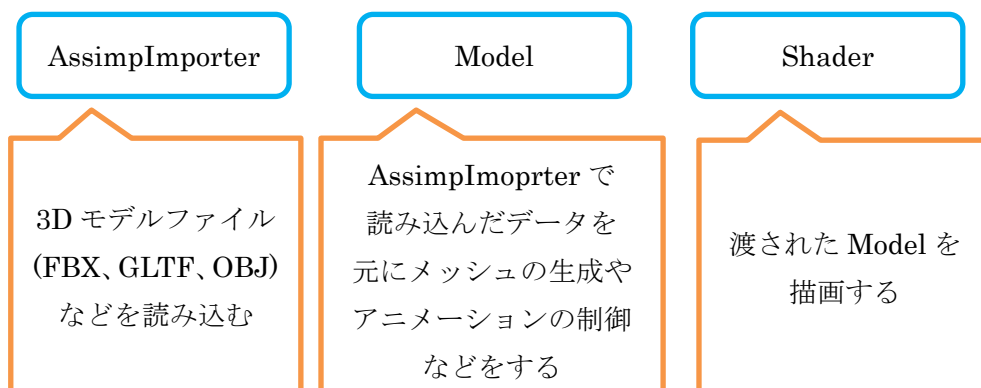 AssimpImporter
Model
Shader
3D モデルファイル
(FBX、GLTF、OBJ)
などを読み込む
AssimpImoprter で
読み込んだデータを
元にメッシュの生成や
アニメーションの制御
などをする
渡された Model を
描画する